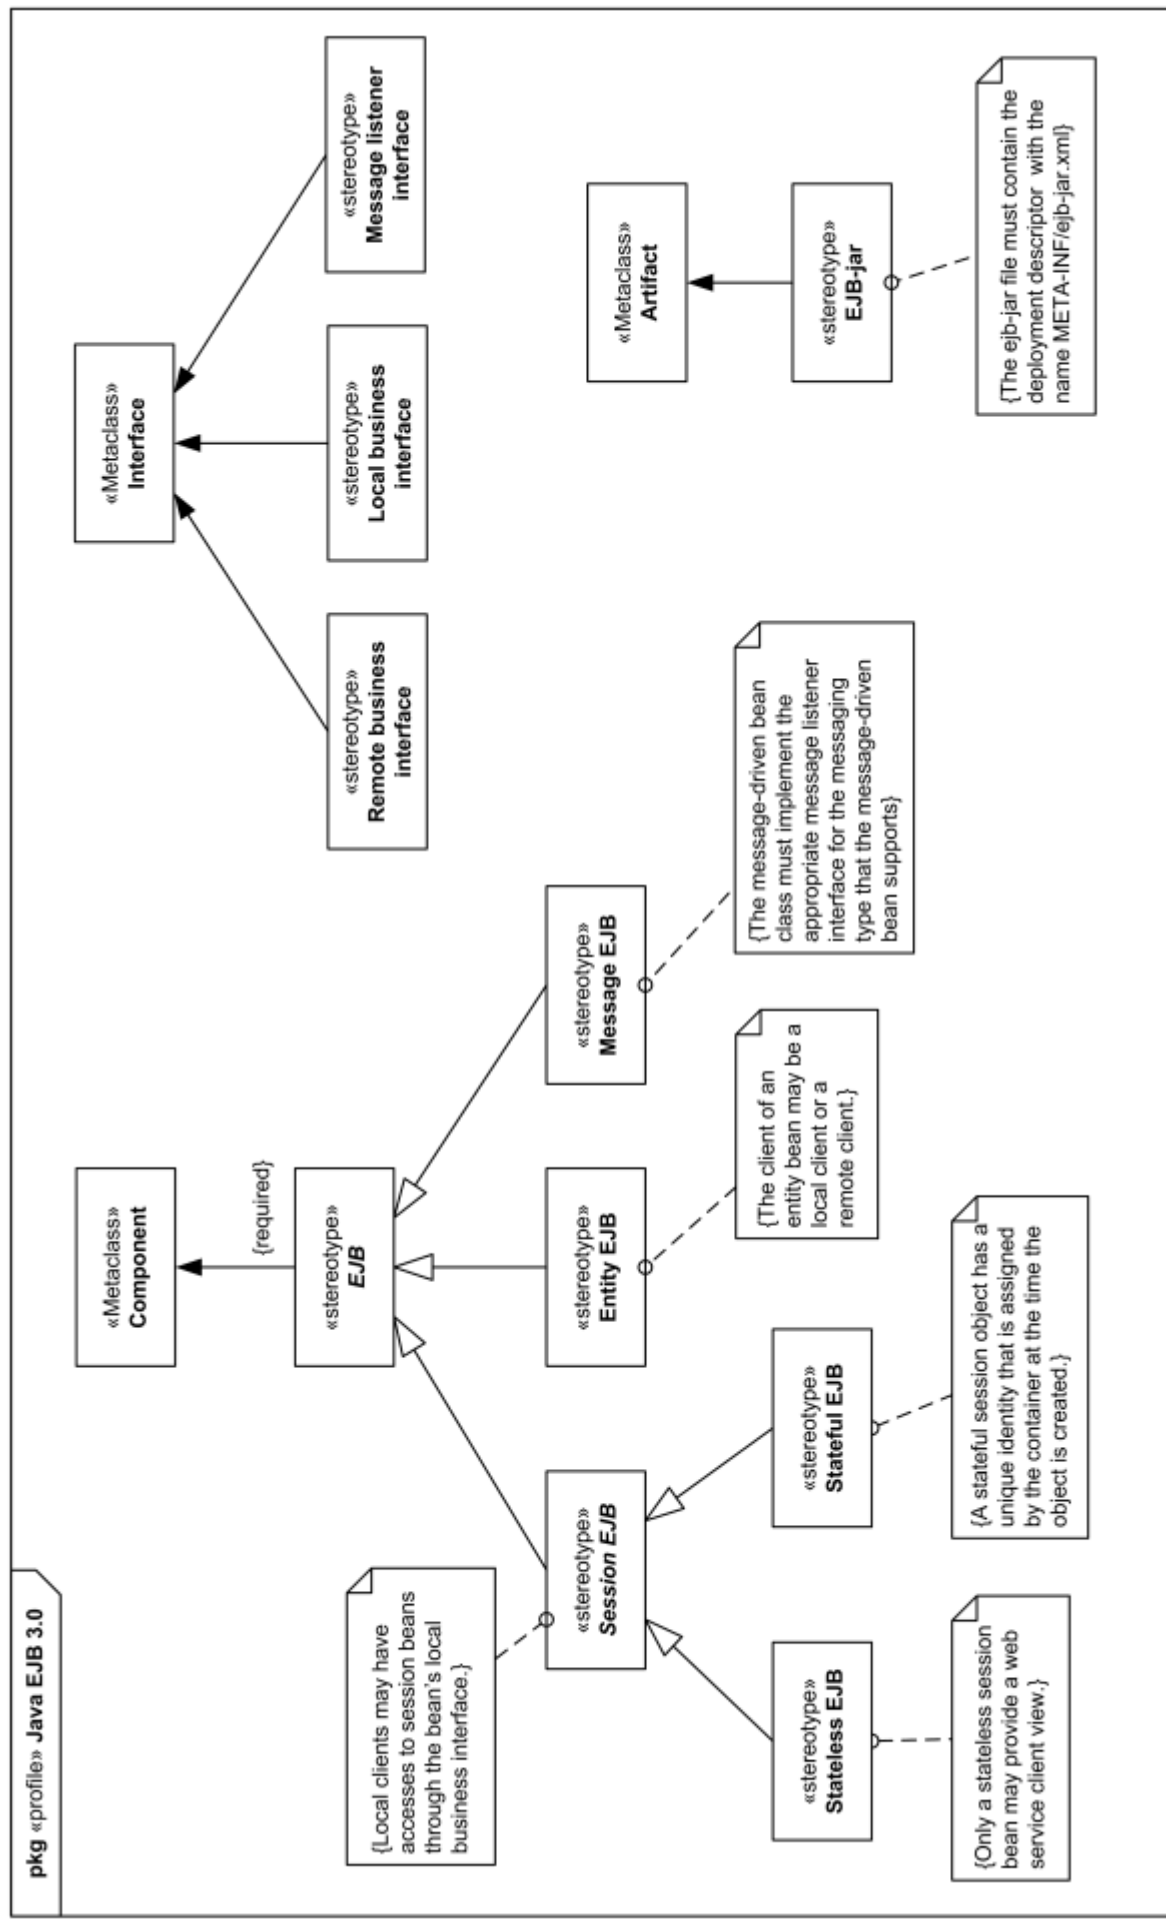 pkg «profile» Java EJB 3.0
«Metaclass»
Component
{required}
«stereotype»
EJB
{Local clients may have
accesses to session beans
through the bean's local
business interface.}
«stereotype»
Session EJB
«stereotype»
Entity EJB
«stereotype»
Message EJB
«stereotype»
Stateless EJB
«stereotype»
Stateful EJB
{Only a stateless session
bean may provide a web
service client view.}
{A stateful session object has a
unique identity that is assigned
by the container at the time the
object is created.}
{The client of an
entity bean may be a
local client or a
remote client.}
{The message-driven bean
class must implement the
appropriate message listener
interface for the messaging
type that the message-driven
bean supports}
«Metaclass»
Interface
«stereotype»
Remote business
interface
«stereotype»
Local business
interface
«stereotype»
Message listener
interface
«Metaclass»
Artifact
«stereotype»
EJB-jar
{The ejb-jar file must contain the
deployment descriptor with the
name META-INF/ejb-jar.xml}